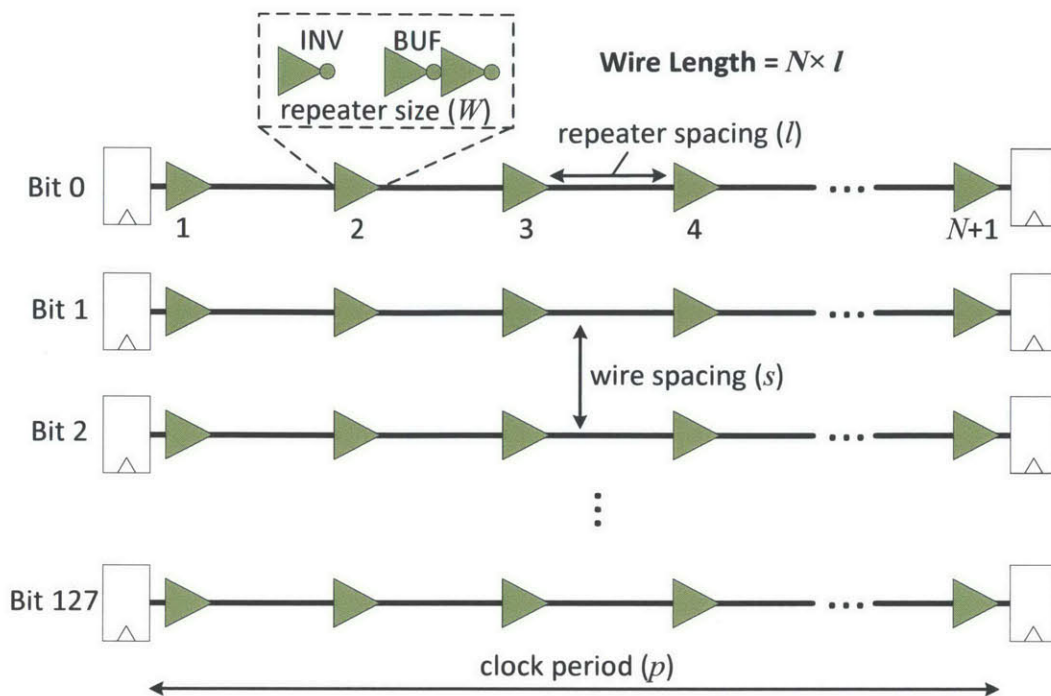 INV BUF
Wire Length = N × l
repeater size (W)
repeater spacing (l)
Bit 0
1 2 3 4 ... N+1
Bit 1
wire spacing (s)
Bit 2
Bit 127
clock period (p)